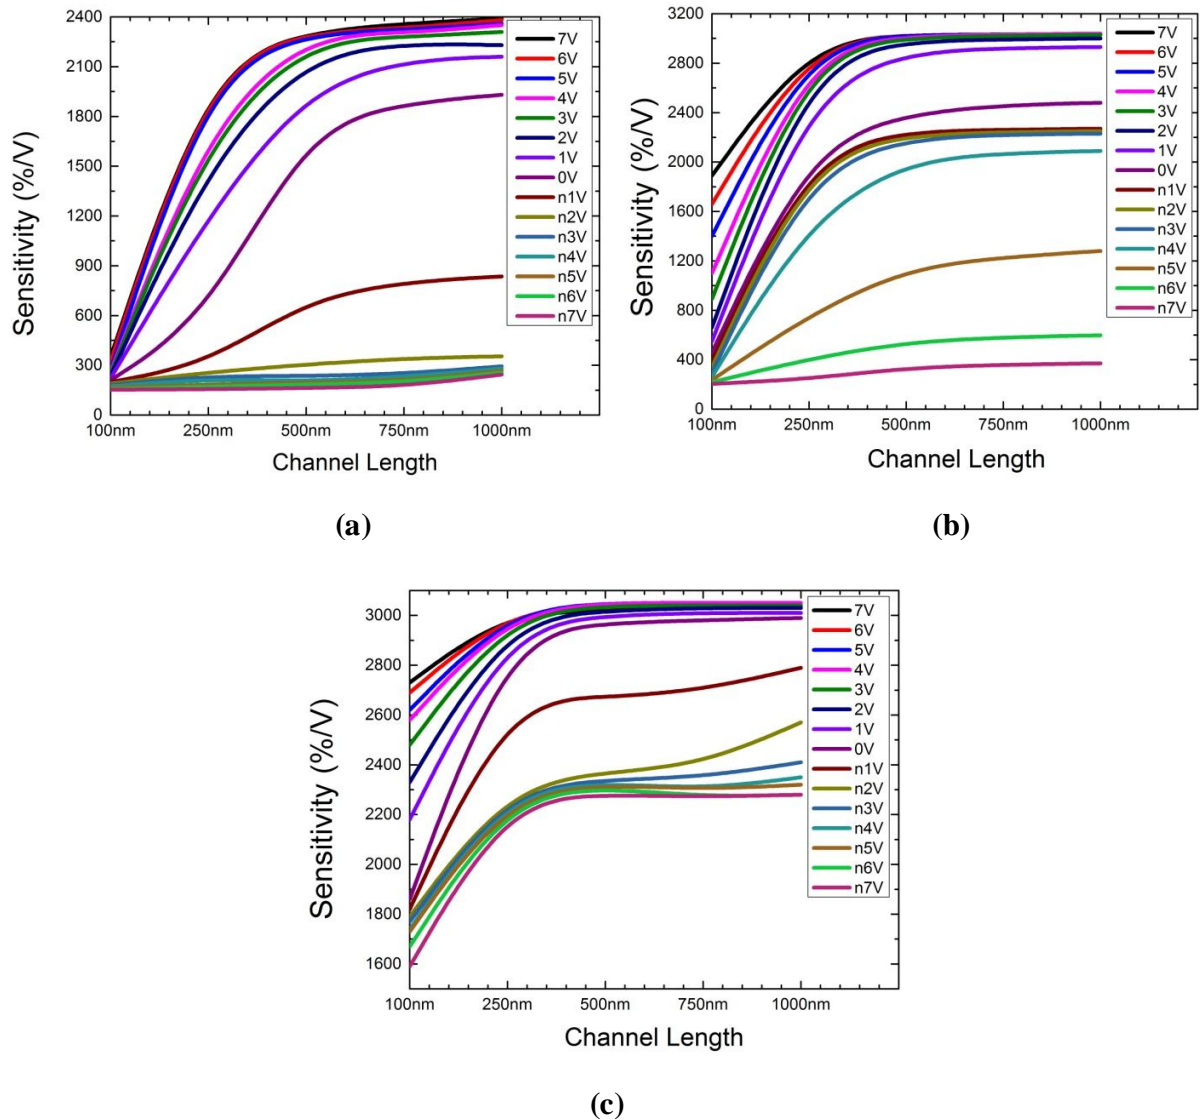 2400
2100
1800
1500
1200
900
600
300
0
Sensitivity (%/V)
100nm 250nm 500nm 750nm 1000nm
Channel Length
7V
6V
5V
4V
3V
2V
1V
0V
n1V
n2V
n3V
n4V
n5V
n6V
n7V
(a)
3200
2800
2400
2000
1600
1200
800
400
0
Sensitivity (%/V)
100nm 250nm 500nm 750nm 1000nm
Channel Length
7V
6V
5V
4V
3V
2V
1V
0V
n1V
n2V
n3V
n4V
n5V
n6V
n7V
(b)
3000
2800
2600
2400
2200
2000
1800
1600
Sensitivity (%/V)
100nm 250nm 500nm 750nm 1000nm
Channel Length
7V
6V
5V
4V
3V
2V
1V
0V
n1V
n2V
n3V
n4V
n5V
n6V
n7V
(c)